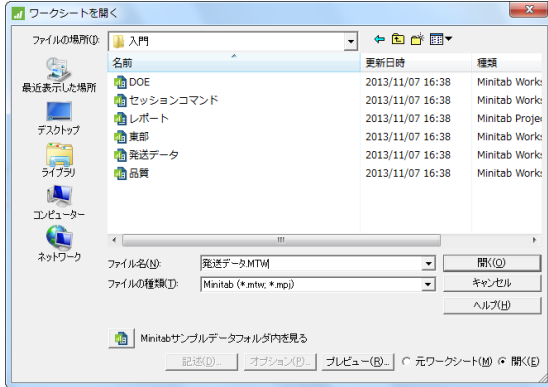 ワークシートを開く
ファイルの場所(I):
入門
名前
更新日時
種類
最近表示した場所
デスクトップ
ライブラリ
コンピューター
ネットワーク
DOE 2013/11/07 16:38 Minitab Works
セッションコマンド 2013/11/07 16:38 Minitab Works
レポート 2013/11/07 16:38 Minitab Projec
東部 2013/11/07 16:38 Minitab Works
発送データ 2013/11/07 16:38 Minitab Works
品質 2013/11/07 16:38 Minitab Works
ファイル名(N): 発送データ.MTW 開く(O)
ファイルの種類(T): Minitab (*.mtw; *.mpj) キャンセル
ヘルプ(H)
Minitabサンプルデータフォルダ内を見る
記述(D)... オプション(P)... プレビュー(R)... 元ワークシート(M) 開く(E)